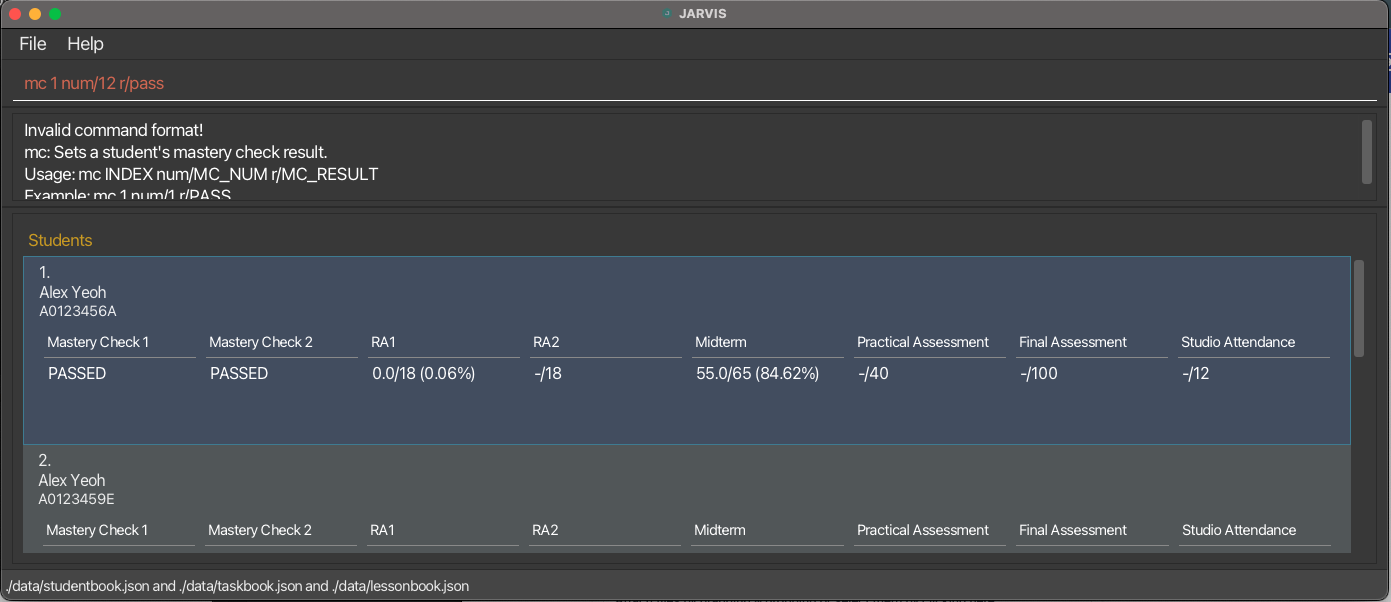 JARVIS
File Help
mc 1 num/12 r/pass
Invalid command format!
mc: Sets a student's mastery check result.
Usage: mc INDEX num/MC_NUM r/MC_RESULT
Example: mc 1 num/1 r/PASS
Students
1.
Alex Yeoh
A0123456A
Mastery Check 1 Mastery Check 2 RA1 RA2 Midterm Practical Assessment Final Assessment Studio Attendance
PASSED PASSED 0.0/18 (0.06%) -/18 55.0/65 (84.62%) -/40 -/100 -/12
2.
Alex Yeoh
A0123459E
Mastery Check 1 Mastery Check 2 RA1 RA2 Midterm Practical Assessment Final Assessment Studio Attendance
./data/studentbook.json and ./data/taskbook.json and ./data/lessonbook.json